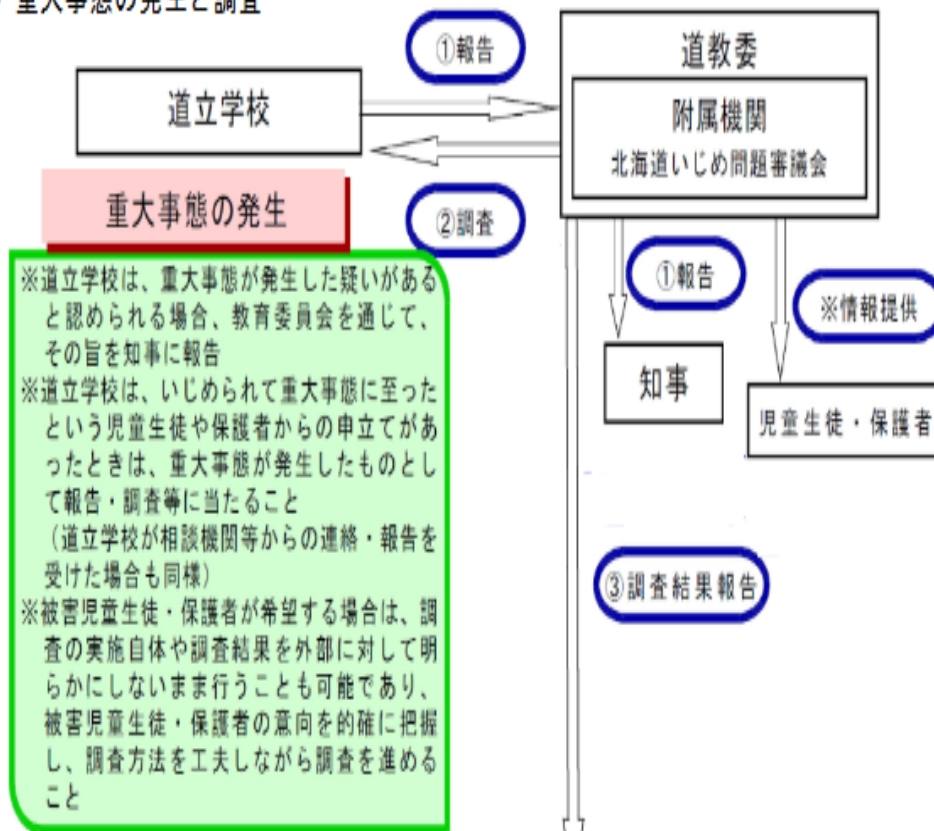 重大事態の発生と調査
①報告
道教委
道立学校
附属機関
北海道いじめ問題審議会
重大事態の発生
②調査
①報告
※情報提供
知事
児童生徒・保護者
③調査結果報告
※道立学校は、重大事態が発生した疑いがある
と認められる場合、教育委員会を通じて、
その旨を知事に報告
※道立学校は、いじめられて重大事態に至った
という児童生徒や保護者からの申立てがあ
ったときは、重大事態が発生したものとし
て報告・調査等に当たること
（道立学校が相談機関等からの連絡・報告を
受けた場合も同様）
※被害児童生徒・保護者が希望する場合は、調
査の実施自体や調査結果を外部に対して明
らかにしないまま行うことも可能であり、
被害児童生徒・保護者の意向を的確に把握
し、調査方法を工夫しながら調査を進める
こと